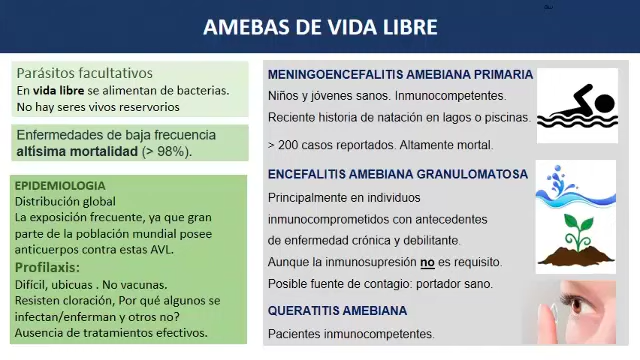 AMEBAS DE VIDA LIBRE
Parásitos facultativos
En vida libre se alimentan de bacterias.
No hay seres vivos reservorios
Enfermedades de baja frecuencia
altísima mortalidad (> 98%).
EPIDEMIOLOGIA
Distribución global
La exposición frecuente, ya que gran
parte de la población mundial posee
anticuerpos contra estas AVL.
Profilaxis:
Difícil, ubicuas . No vacunas.
Resisten cloración, Por qué algunos se
infectan/enferman y otros no?
Ausencia de tratamientos efectivos.
MENINGOENCEFALITIS AMEBIANA PRIMARIA
Niños y jóvenes sanos. Inmunocompetentes.
Reciente historia de natación en lagos o piscinas.
> 200 casos reportados. Altamente mortal.
ENCEFALITIS AMEBIANA GRANULOMATOSA
Principalmente en individuos
inmunocomprometidos con antecedentes
de enfermedad crónica y debilitante.
Aunque la inmunosupresión no es requisito.
Posible fuente de contagio: portador sano.
QUERATITIS AMEBIANA
Pacientes inmunocompetentes.